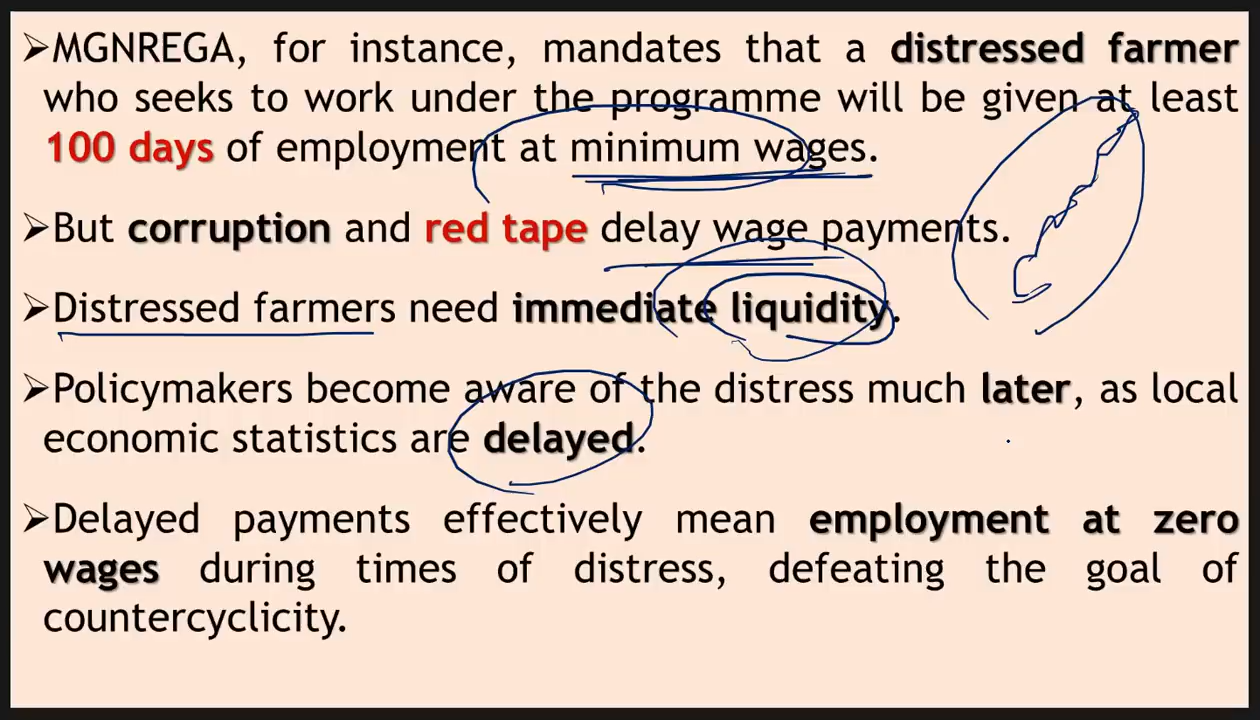 ➢MGNREGA, for instance, mandates that a distressed farmer
who seeks to work under the programme will be given at least
100 days of employment at minimum wages.
➢But corruption and red tape delay wage payments.
➢Distressed farmers need immediate liquidity.
➢Policymakers become aware of the distress much later, as local
economic statistics are delayed.
➢Delayed payments effectively mean employment at zero
wages during times of distress, defeating the goal of
countercyclicity.